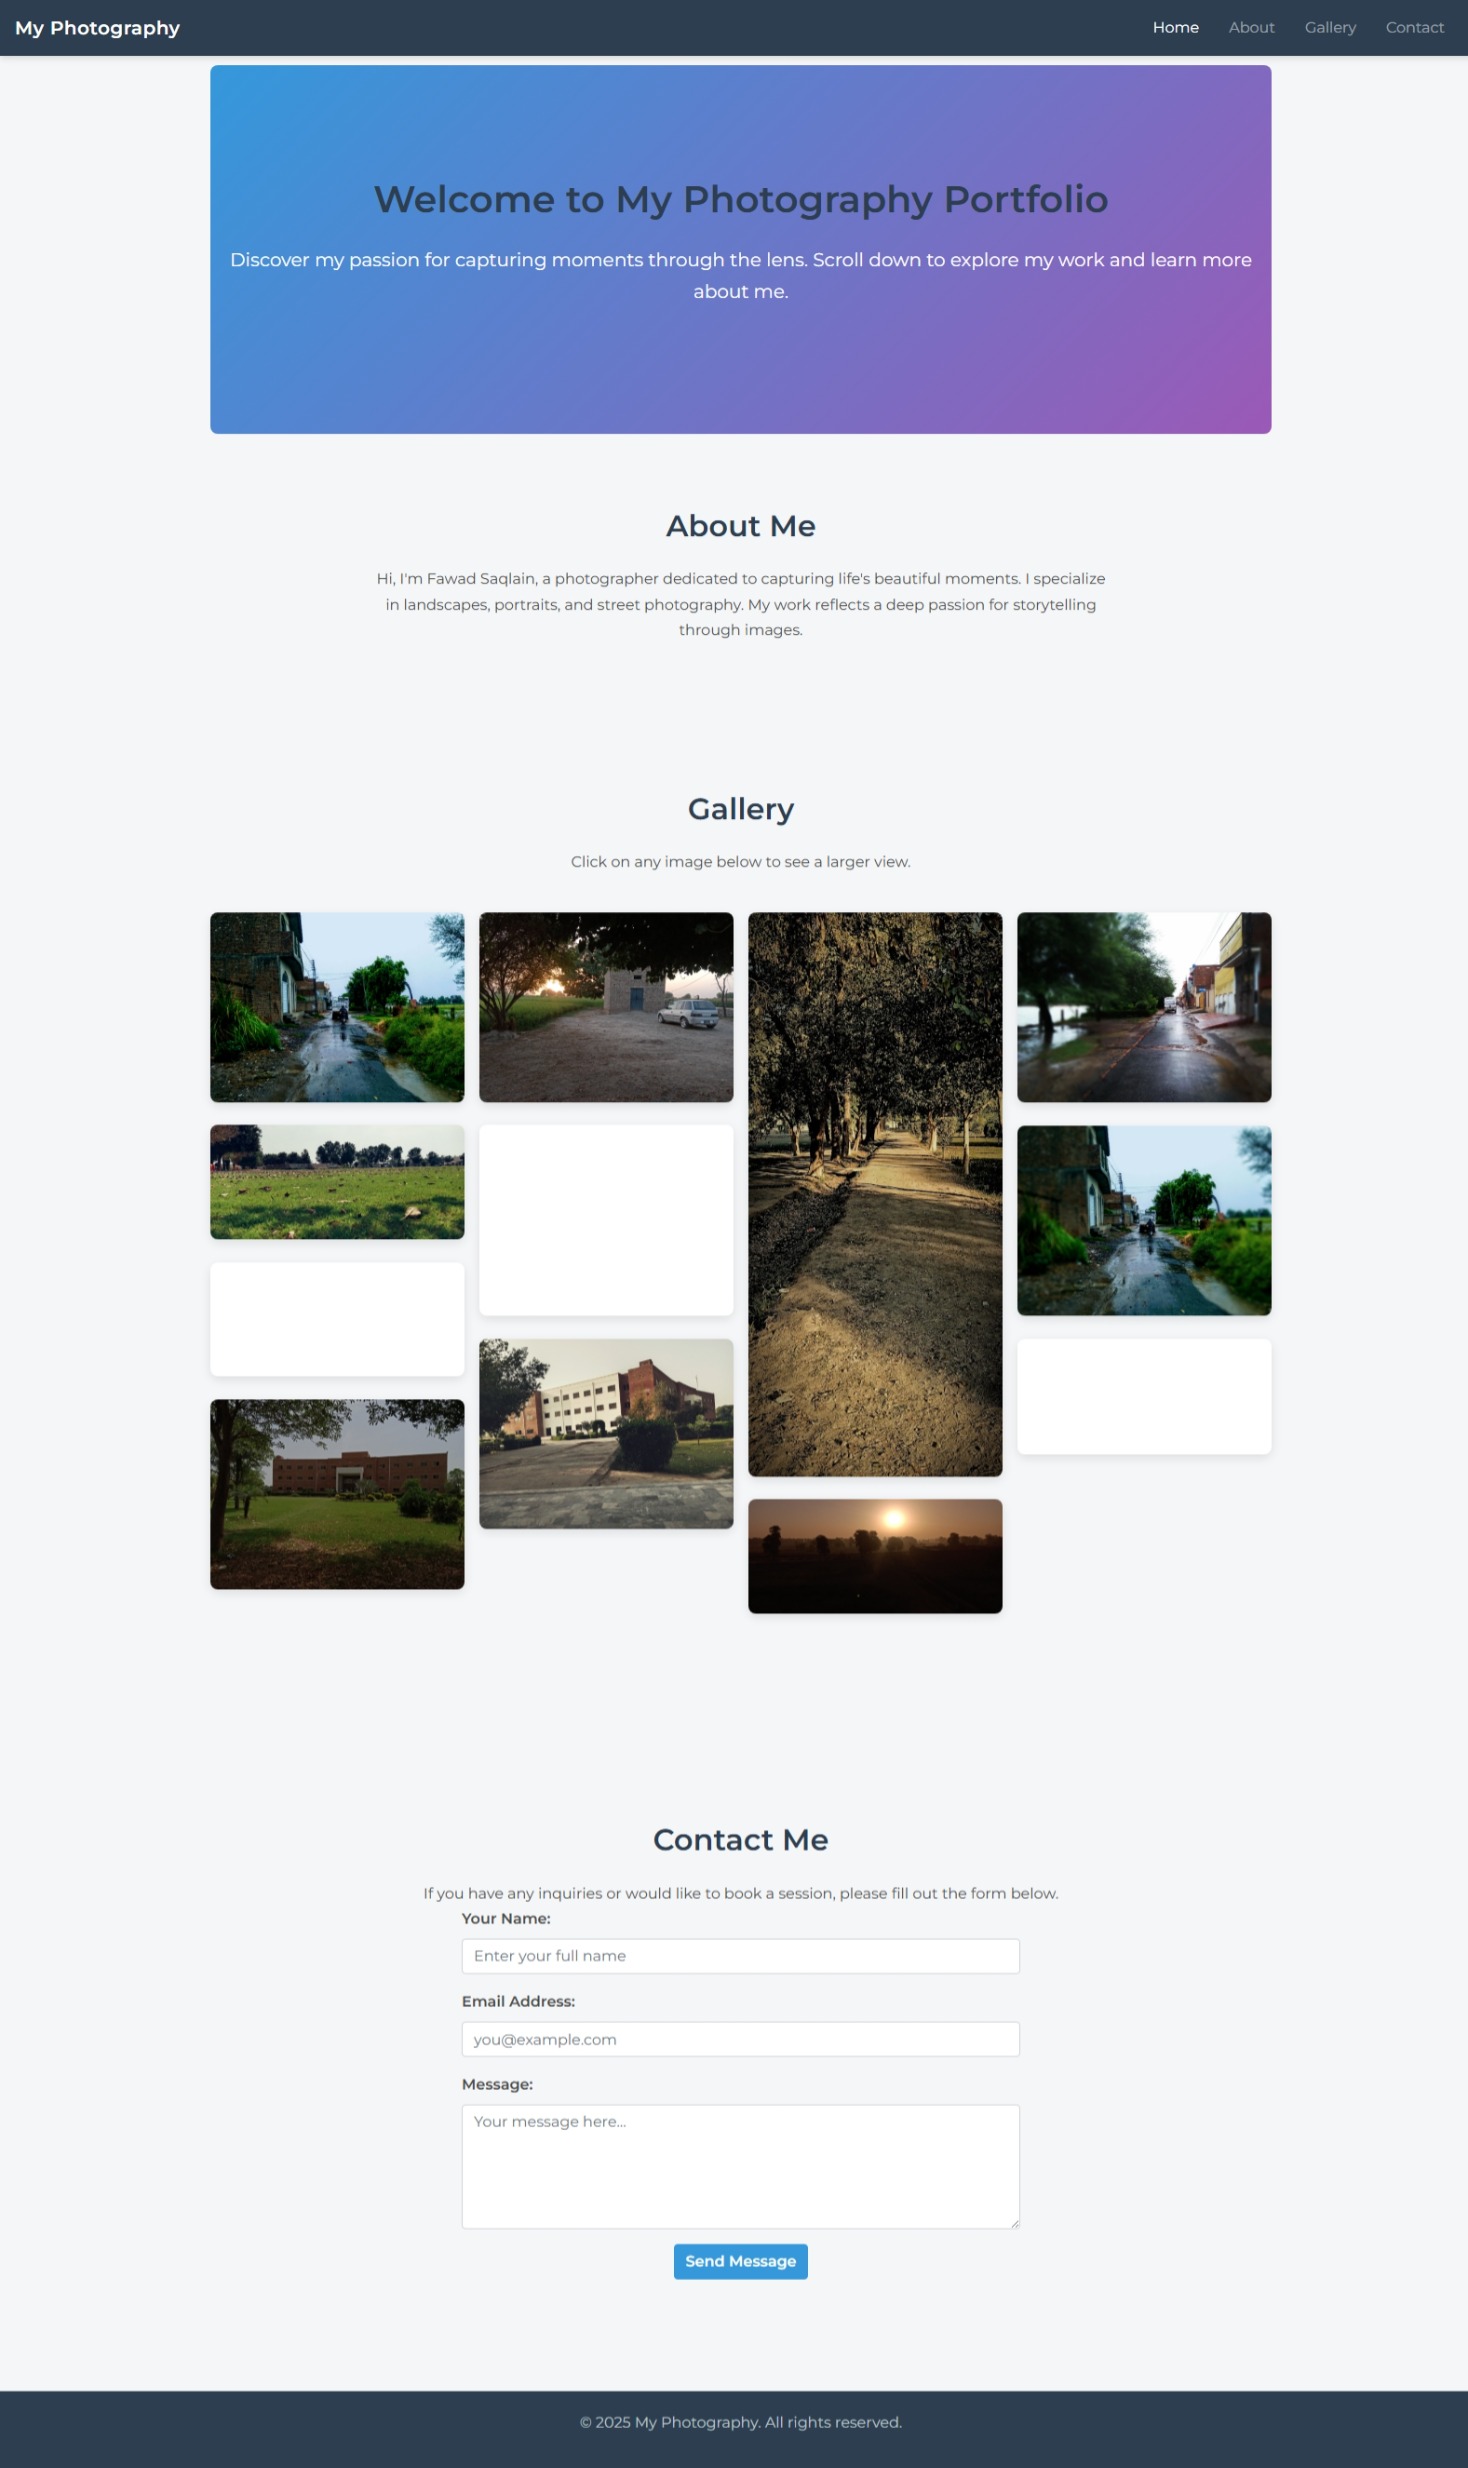 My Photography
Home About Gallery Contact
Welcome to My Photography Portfolio
Discover my passion for capturing moments through the lens. Scroll down to explore my work and learn more
about me.
About Me
Hi, I'm Fawad Saqlain, a photographer dedicated to capturing life's beautiful moments. I specialize
in landscapes, portraits, and street photography. My work reflects a deep passion for storytelling
through images.
Gallery
Click on any image below to see a larger view.
Contact Me
If you have any inquiries or would like to book a session, please fill out the form below.
Your Name:
Enter your full name
Email Address:
you@example.com
Message:
Your message here...
Send Message
© 2025 My Photography. All rights reserved.